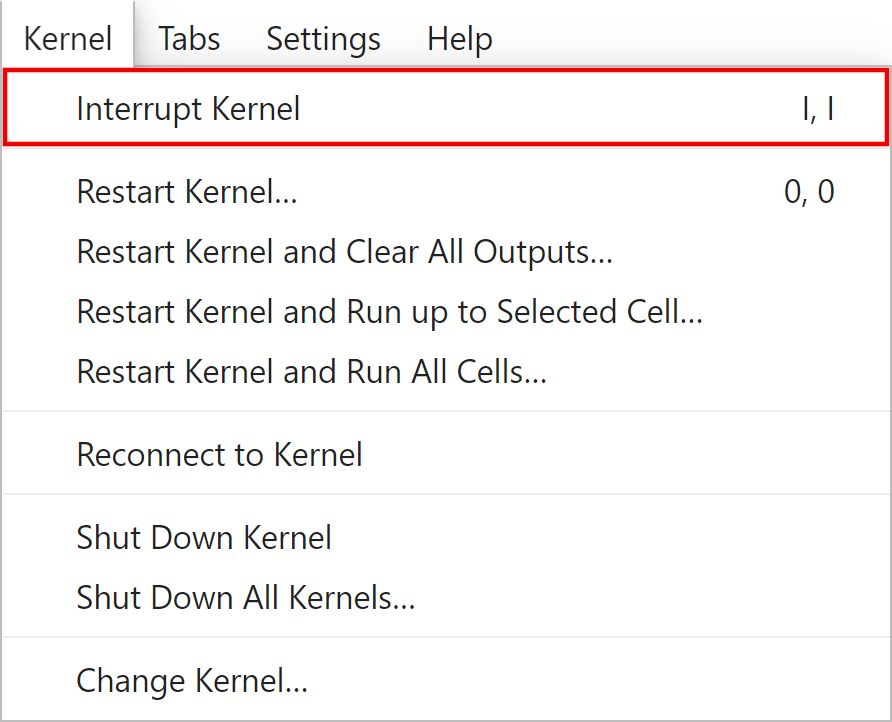 Kernel Tabs Settings Help
Interrupt Kernel I, I
Restart Kernel... 0, 0
Restart Kernel and Clear All Outputs...
Restart Kernel and Run up to Selected Cell...
Restart Kernel and Run All Cells...
Reconnect to Kernel
Shut Down Kernel
Shut Down All Kernels...
Change Kernel...